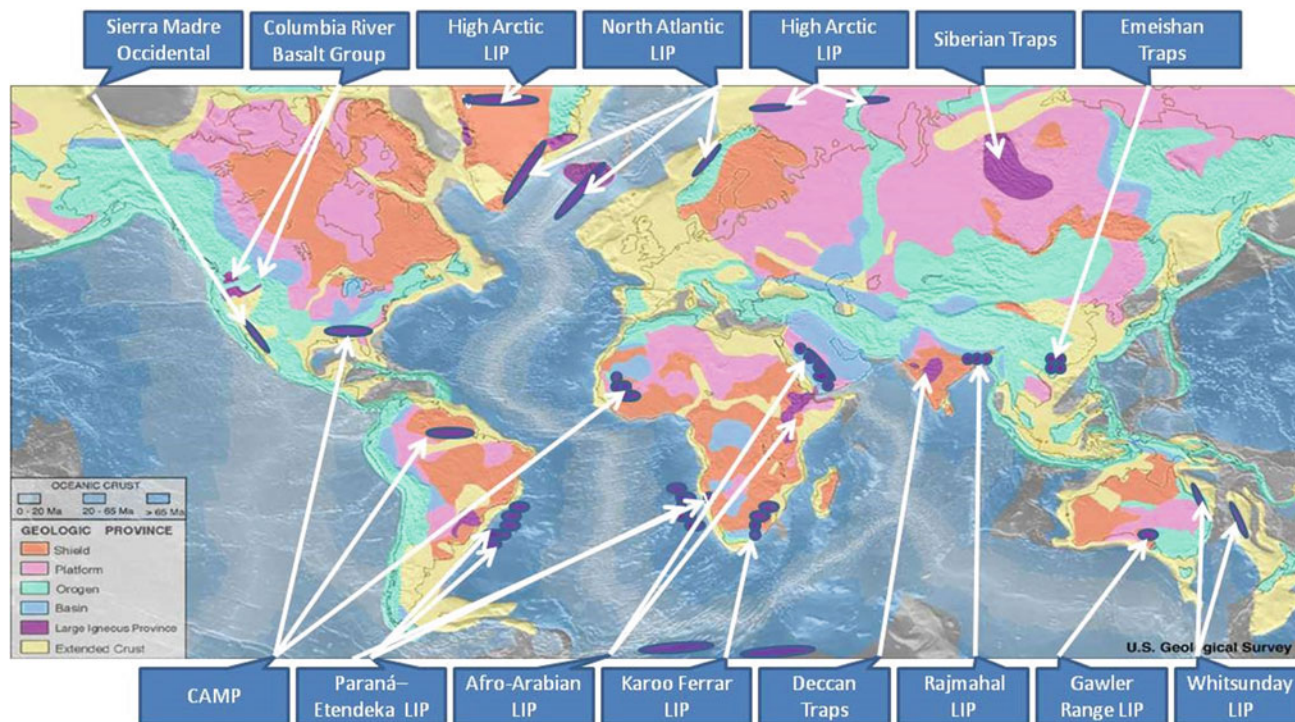 Sierra Madre
Occidental
Columbia River
Basalt Group
High Arctic
LIP
North Atlantic
LIP
High Arctic
LIP
Siberian Traps
Emeishan
Traps
OCEANIC CRUST
0 - 20 Ma 20 - 65 Ma > 65 Ma
GEOLOGIC PROVINCE
Shield
Platform
Orogen
Basin
Large Igneous Province
Extended Crust
U.S. Geological Survey
CAMP
Paraná–
Etendeka LIP
Afro-Arabian
LIP
Karoo Ferrar
LIP
Deccan
Traps
Rajmahal
LIP
Gawler
Range LIP
Whitsunday
LIP